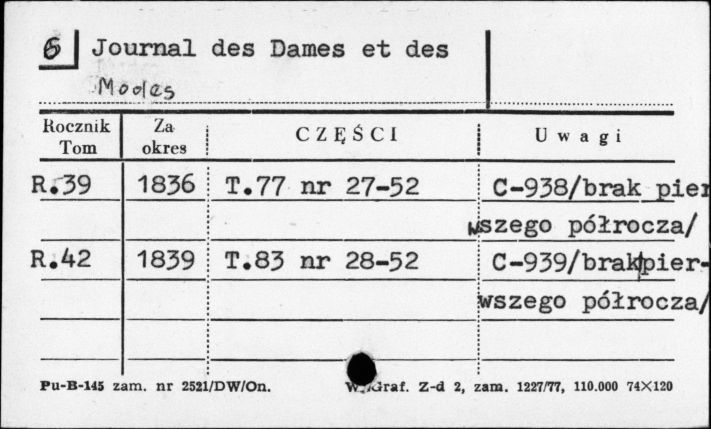 6 Journal des Dames et des
Modes
Rocznik Tom Za okres CZĘŚCI Uwagi
R.39 1836 T.77 nr 27-52 C-938/brak pier
wszego półrocza/
R.42 1839 T.83 nr 28-52 C-939/brak pier-
wszego półrocza/
Pu-B-145 zam. nr 2521/DW/On. W. Graf. Z-d 2, zam. 1227/77, 110.000 74×120